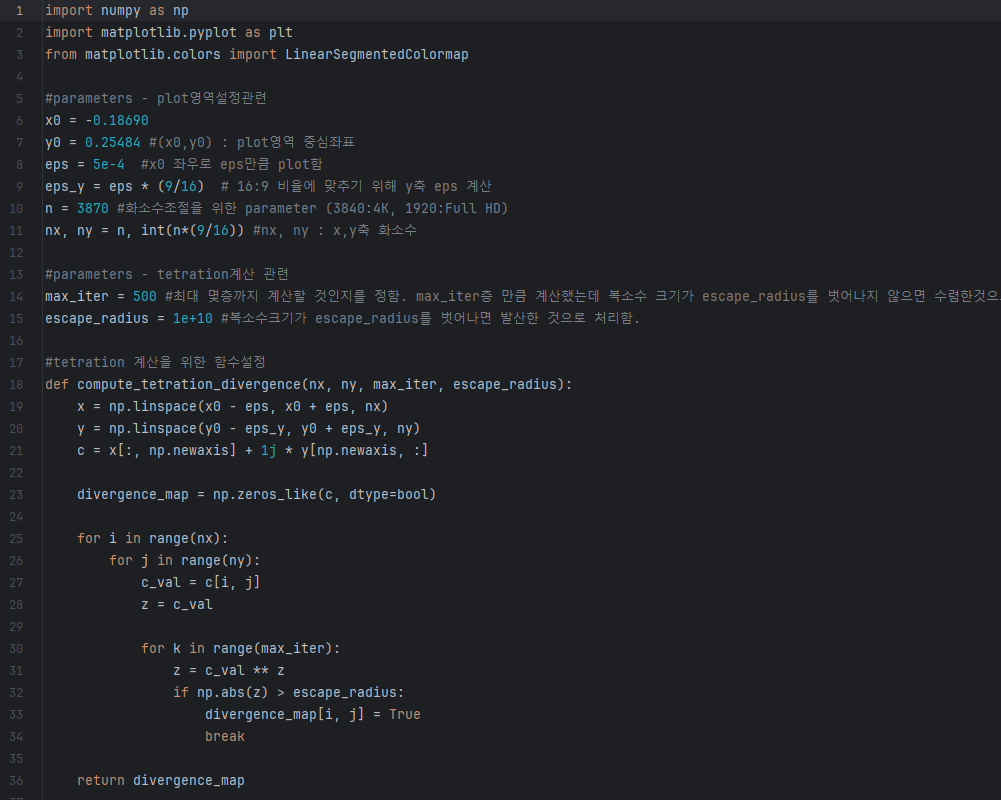 1 import numpy as np
2 import matplotlib.pyplot as plt
3 from matplotlib.colors import LinearSegmentedColormap
4
5 #parameters - plot영역설정관련
6 x0 = -0.18690
7 y0 = 0.25484 #(x0,y0) : plot영역 중심좌표
8 eps = 5e-4  #x0 좌우로 eps만큼 plot함
9 eps_y = eps * (9/16)  # 16:9 비율에 맞추기 위해 y축 eps 계산
10 n = 3870 #화소수조절을 위한 parameter (3840:4K, 1920:Full HD)
11 nx, ny = n, int(n*(9/16)) #nx, ny : x,y축 화소수
12
13 #parameters - tetration계산 관련
14 max_iter = 500 #최대 몇층까지 계산할 것인지를 정함. max_iter층 만큼 계산했는데 복소수 크기가 escape_radius를 벗어나지 않으면 수렴한것으
15 escape_radius = 1e+10 #복소수크기가 escape_radius를 벗어나면 발산한 것으로 처리함.
16
17 #tetration 계산을 위한 함수설정
18 def compute_tetration_divergence(nx, ny, max_iter, escape_radius):
19     x = np.linspace(x0 - eps, x0 + eps, nx)
20     y = np.linspace(y0 - eps_y, y0 + eps_y, ny)
21     c = x[:, np.newaxis] + 1j * y[np.newaxis, :]
22
23     divergence_map = np.zeros_like(c, dtype=bool)
24
25     for i in range(nx):
26         for j in range(ny):
27             c_val = c[i, j]
28             z = c_val
29
30             for k in range(max_iter):
31                 z = c_val ** z
32                 if np.abs(z) > escape_radius:
33                     divergence_map[i, j] = True
34                     break
35
36     return divergence_map